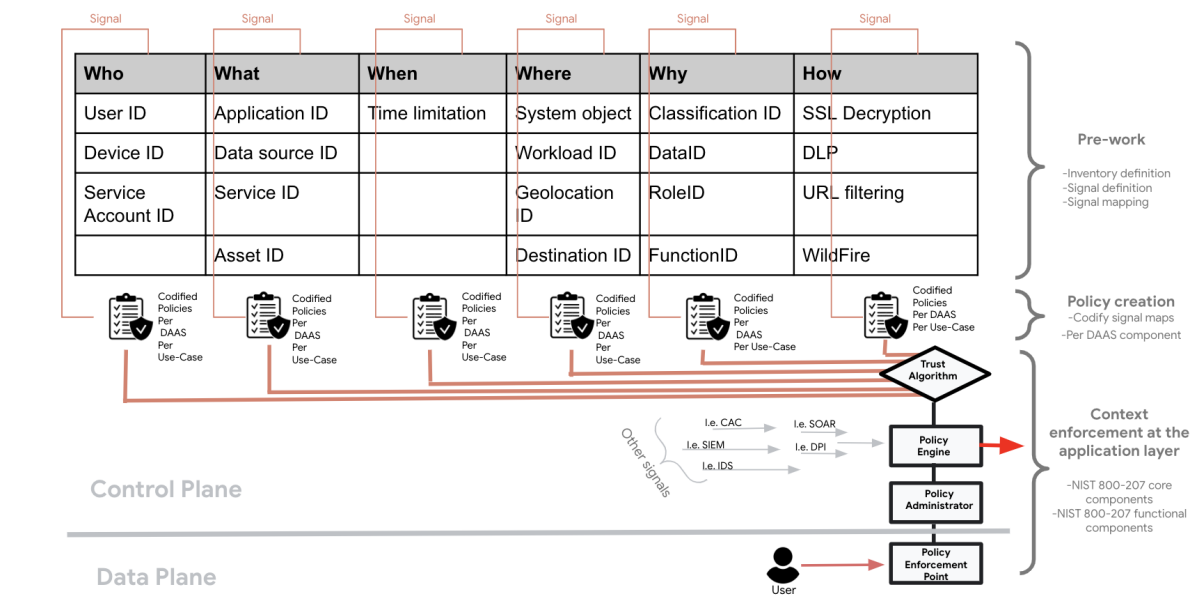 Signal
Signal
Signal
Signal
Signal
Signal
Who
What
When
Where
Why
How
User ID
Application ID
Time limitation
System object
Classification ID
SSL Decryption
Device ID
Data source ID
Workload ID
DataID
DLP
Service
Account ID
Service ID
Geolocation
ID
RoleID
URL filtering
Asset ID
Destination ID
FunctionID
WildFire
Pre-work
-Inventory definition
-Signal definition
-Signal mapping
Codified
Policies
Per
DAAS
Per
Use-Case
Codified
Policies
Per
DAAS
Per
Use-Case
Codified
Policies
Per
DAAS
Per
Use-Case
Codified
Policies
Per
DAAS
Per
Use-Case
Codified
Policies
Per
DAAS
Per Use-Case
Codified
Policies
Per DAAS
Per Use-Case
Policy creation
-Codify signal maps
-Per DAAS component
Trust
Algorithm
Other signals
I.e. CAC
I.e. SOAR
I.e. SIEM
I.e. DPI
I.e. IDS
Policy
Engine
Context
enforcement at the
application layer
-NIST 800-207 core
components
-NIST 800-207 functional
components
Control Plane
Policy
Administrator
Data Plane
User
Policy
Enforcement
Point